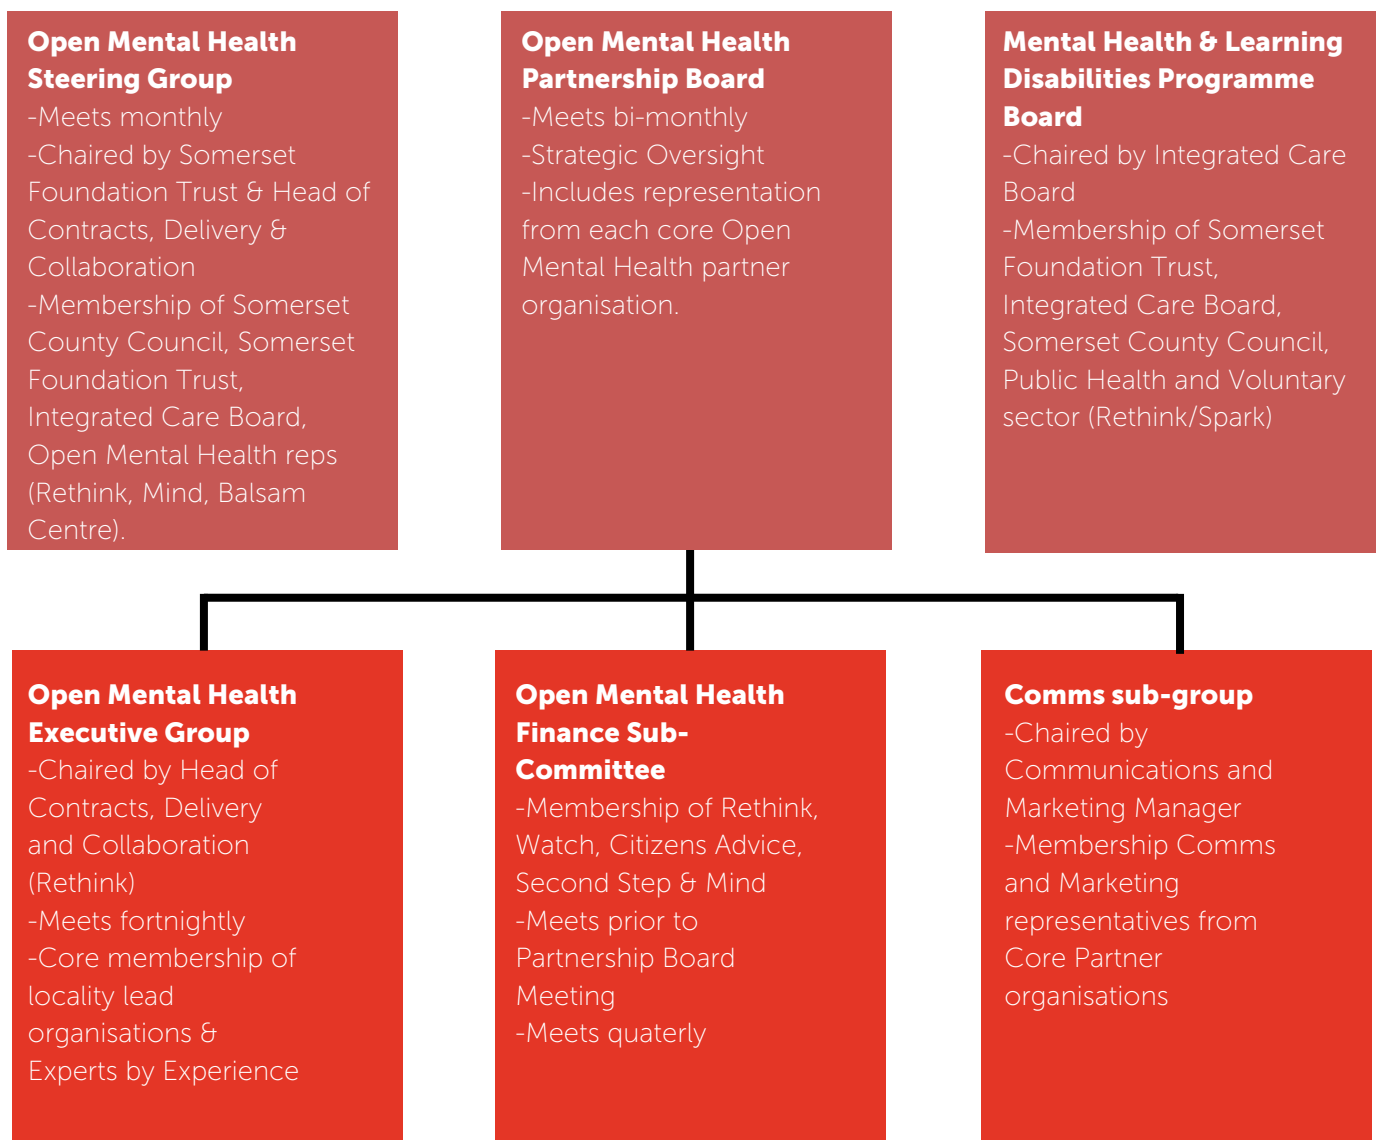 Open Mental Health
Steering Group
-Meets monthly
-Chaired by Somerset
Foundation Trust & Head of
Contracts, Delivery &
Collaboration
-Membership of Somerset
County Council, Somerset
Foundation Trust,
Integrated Care Board,
Open Mental Health reps
(Rethink, Mind, Balsam
Centre).
Open Mental Health
Partnership Board
-Meets bi-monthly
-Strategic Oversight
-Includes representation
from each core Open
Mental Health partner
organisation.
Mental Health & Learning
Disabilities Programme
Board
-Chaired by Integrated Care
Board
-Membership of Somerset
Foundation Trust,
Integrated Care Board,
Somerset County Council,
Public Health and Voluntary
sector (Rethink/Spark)
Open Mental Health
Executive Group
-Chaired by Head of
Contracts, Delivery
and Collaboration
(Rethink)
-Meets fortnightly
-Core membership of
locality lead
organisations &
Experts by Experience
Open Mental Health
Finance Sub-
Committee
-Membership of Rethink,
Watch, Citizens Advice,
Second Step & Mind
-Meets prior to
Partnership Board
Meeting
-Meets quaterly
Comms sub-group
-Chaired by
Communications and
Marketing Manager
-Membership Comms
and Marketing
representatives from
Core Partner
organisations